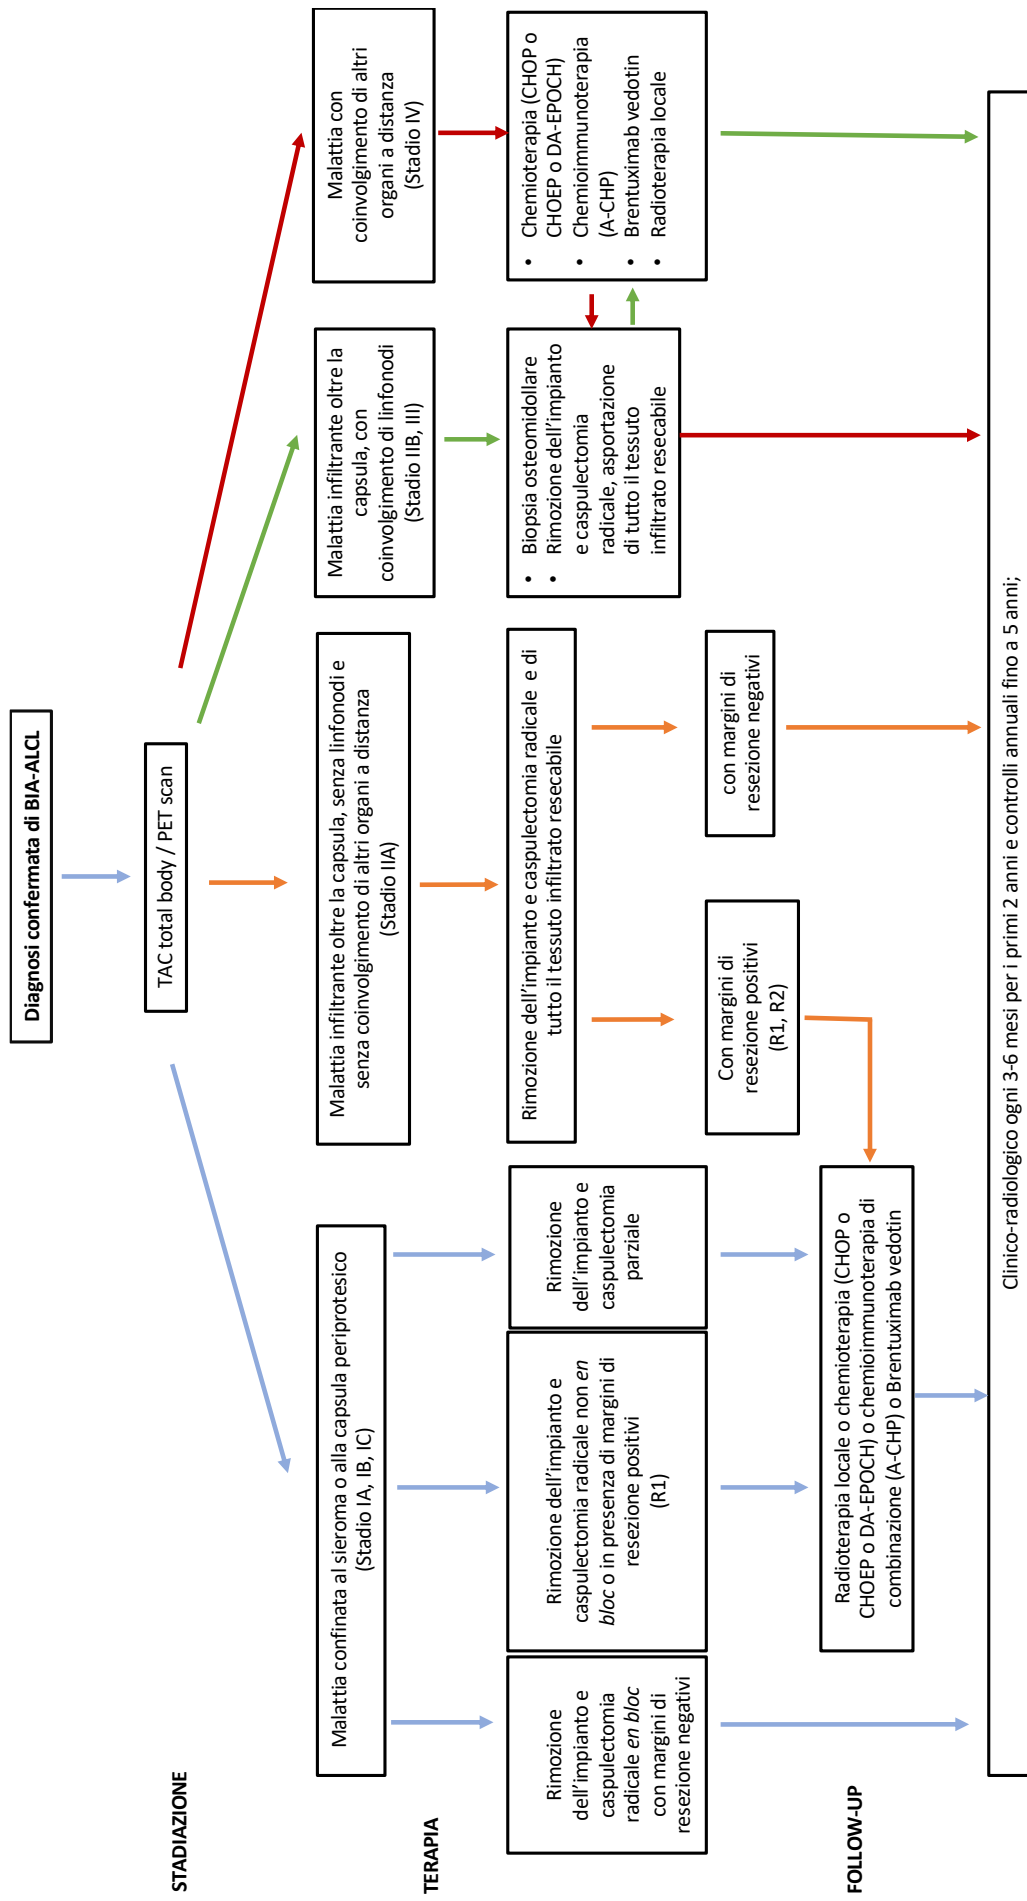 Diagnosi confermata di BIA-ALCL
STADIAZIONE
TAC total body / PET scan
Malattia confinata al sieroma o alla capsula periprotesico
(Stadio IA, IB, IC)
Malattia infiltrante oltre la capsula, senza linfonodi e
senza coinvolgimento di altri organi a distanza
(Stadio IIA)
Malattia infiltrante oltre la
capsula, con
coinvolgimento di linfonodi
(Stadio IIB, III)
Malattia con
coinvolgimento di altri
organi a distanza
(Stadio IV)
TERAPIA
Rimozione
dell'impianto e
caspulectomia
radicale en bloc
con margini di
resezione negativi
Rimozione dell'impianto e
caspulectomia radicale non en
bloc o in presenza di margini di
resezione positivi
(R1)
Rimozione
dell'impianto e
caspulectomia
parziale
Rimozione dell'impianto e caspulectomia radicale e di
tutto il tessuto infiltrato resecabile
• Biopsia osteomidollare
• Rimozione dell'impianto
e caspulectomia
radicale, asportazione
di tutto il tessuto
infiltrato resecabile
• Chemioterapia (CHOP o
CHOEP o DA-EPOCH)
• Chemioimmunoterapia
(A-CHP)
• Brentuximab vedotin
• Radioterapia locale
Con margini di
resezione positivi
(R1, R2)
con margini di
resezione negativi
FOLLOW-UP
Radioterapia locale o chemioterapia (CHOP o
CHOEP o DA-EPOCH) o chemioimmunoterapia di
combinazione (A-CHP) o Brentuximab vedotin
Clinico-radiologico ogni 3-6 mesi per i primi 2 anni e controlli annuali fino a 5 anni;